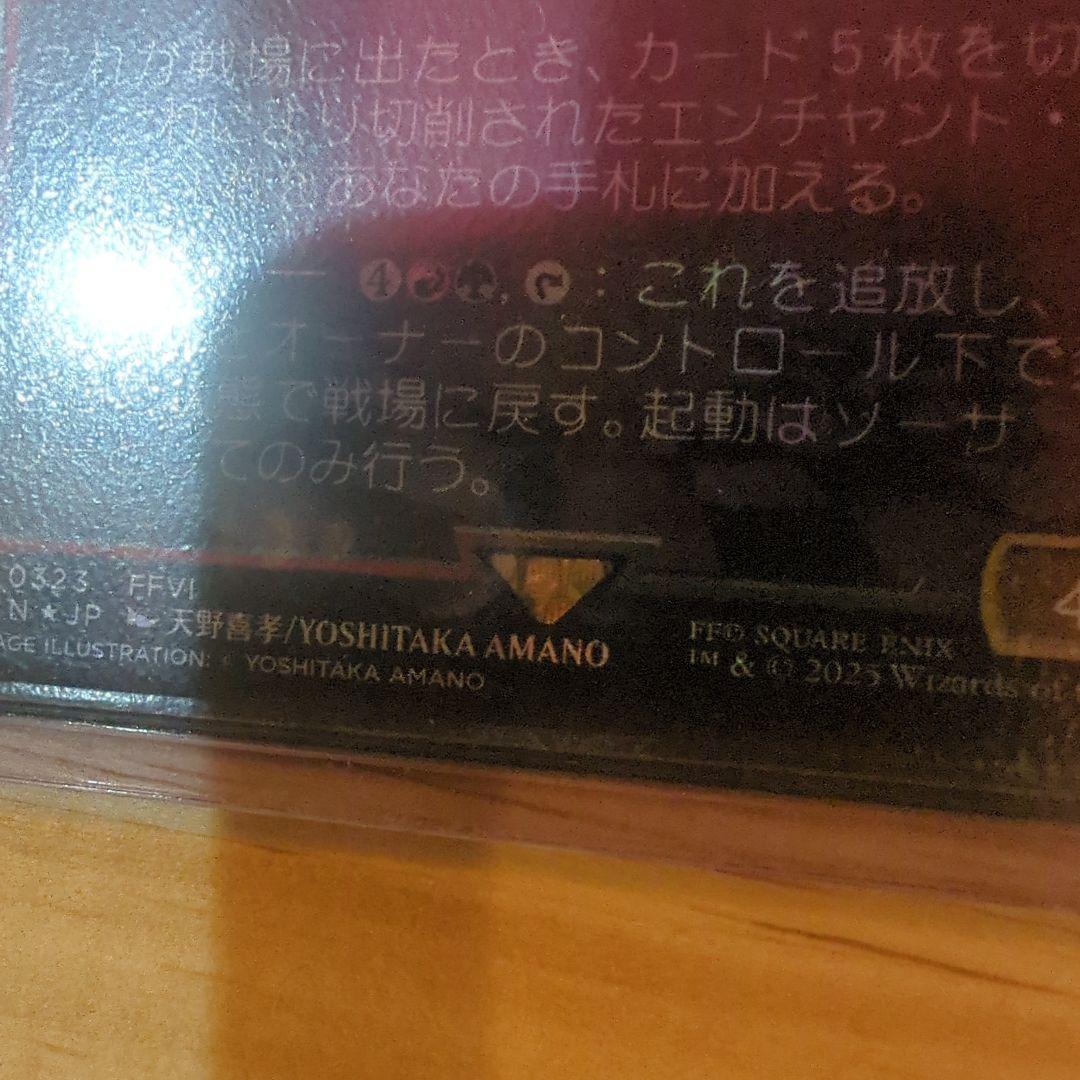 これが戦場に出たとき、カード5枚を切
より切削されたエンチャント・
あなたの手札に加える。
ー 4 : これを追放し、
オーナーのコントロール下で
態で戦場に戻す。起動はソーサ
てのみ行う。
0323 FFVI
N★JP 天野喜孝/YOSHITAKA AMANO
AGE ILLUSTRATION: © YOSHITAKA AMANO
FF© SQUARE ENIX
TM & © 2025 Wizards of
4